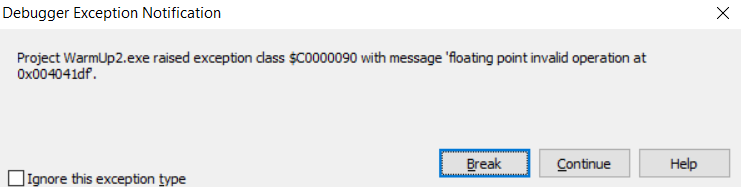 Debugger Exception Notification
Project WarmUp2.exe raised exception class $C0000090 with message 'floating point invalid operation at
0x004041df'.
Break
Continue
Help
Ignore this exception type